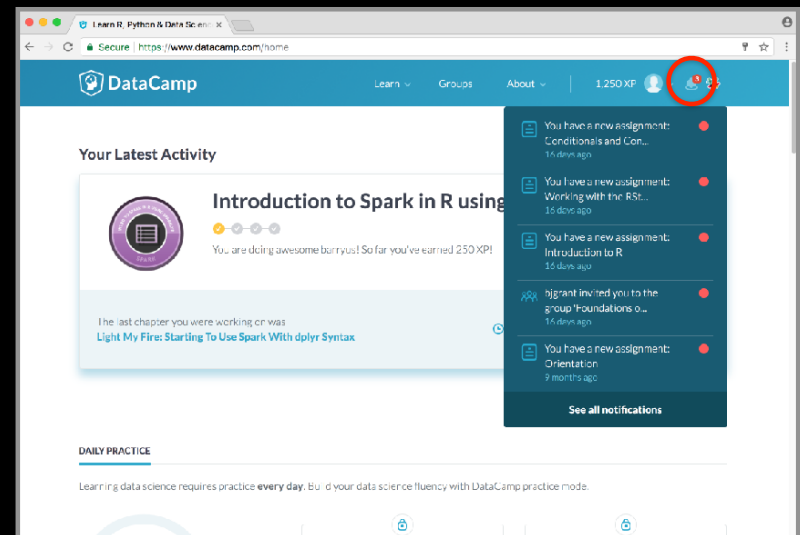 Learn R, Python & Data Scien
Secure
https://www.datacamp.com/home
DataCamp
Learn
Groups
About
1,250 XP
Your Latest Activity
Introduction to Spark in R using
You are doing awesome barryus! So far you've earned 250 XP!
SPARK
The last chapter you were working on was
Light My Fire: Starting To Use Spark With dplyr Syntax
You have a new assignment:
Conditionals and Con...
16 days ago
You have a new assignment:
Working with the RSt...
16 days ago
You have a new assignment:
Introduction to R
16 days ago
bjgrant invited you to the
group 'Foundations o...
16 days ago
You have a new assignment:
Orientation
9 months ago
See all notifications
DAILY PRACTICE
Learning data science requires practice every day. Build your data science fluency with DataCamp practice mode.